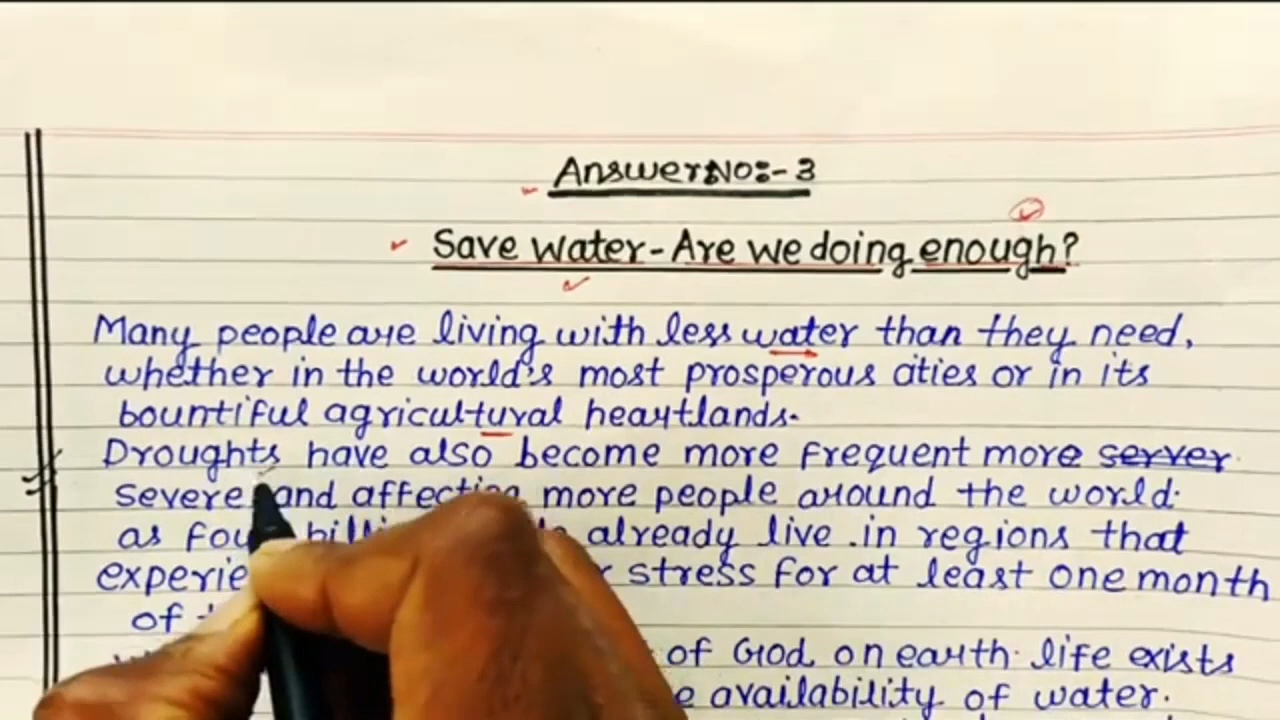 Answer No:- 3
Save water - Are we doing enough?
Many people are living with less water than they need,
whether in the world's most prosperous cities or in its
bountiful agricultural heartlands.
Droughts have also become more frequent more server
severe and affecting more people around the world.
as already live in regions that
stress for at least one month
of
of God on earth. life exists
availability of water.